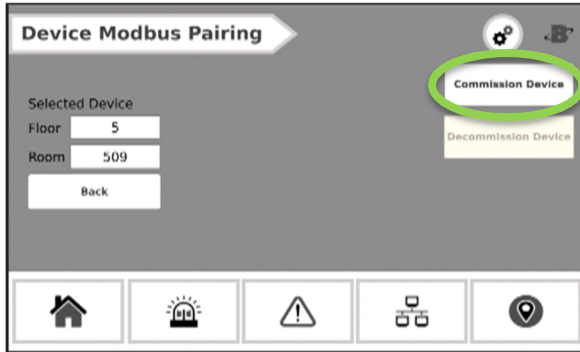 Device Modbus Pairing
B
Commission Device
Selected Device
Floor 5
Decommission Device
Room 509
Back